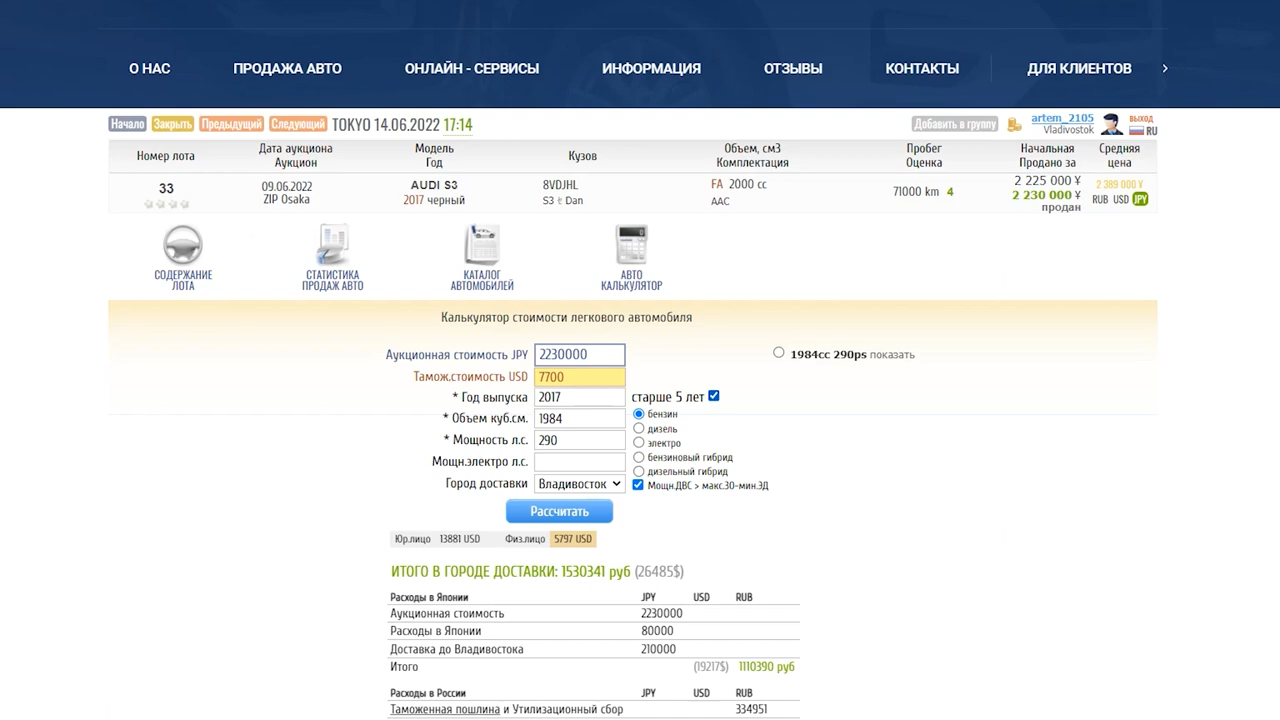 О НАС ПРОДАЖА АВТО ОНЛАЙН - СЕРВИСЫ ИНФОРМАЦИЯ ОТЗЫВЫ КОНТАКТЫ ДЛЯ КЛИЕНТОВ
Начало Закрыть Предыдущий Следующий TOKYO 14.06.2022 17:14 Добавить в группу artem_2105 ВЫХОД
Vladivostok RU
Номер лота Дата аукциона Модель Кузов Объем, см3 Пробег Начальная Средняя
Аукцион Год Комплектация Оценка Продано за цена
33 09.06.2022 AUDI S3 8VDJHL FA 2000 cc 71000 km 4 2 225 000 ¥ 2 389 000 ¥
ZIP Osaka 2017 черный S3 ё Dan AAC 2 230 000 ¥ RUB USD JPY
продан
СОДЕРЖАНИЕ СТАТИСТИКА КАТАЛОГ АВТО
ЛОТА ПРОДАЖ АВТО АВТОМОБИЛЕЙ КАЛЬКУЛЯТОР
Калькулятор стоимости легкового автомобиля
Аукционная стоимость JPY 2230000 1984cc 290ps показать
Тамож.стоимость USD 7700
* Год выпуска 2017 старше 5 лет
* Объем куб.см. 1984 бензин
дизель
* Мощность л.с. 290 электро
Мощн.электро л.с. бензиновый гибрид
дизельный гибрид
Город доставки Владивосток Мощн.ДВС > макс.30-мин.ЭД
Рассчитать
Юр.лицо 13881 USD Физ.лицо 5797 USD
ИТОГО В ГОРОДЕ ДОСТАВКИ: 1530341 руб (26485$)
Расходы в Японии JPY USD RUB
Аукционная стоимость 2230000
Расходы в Японии 80000
Доставка до Владивостока 210000
Итого (19217$) 1110390 руб
Расходы в России JPY USD RUB
Таможенная пошлина и Утилизационный сбор 334951